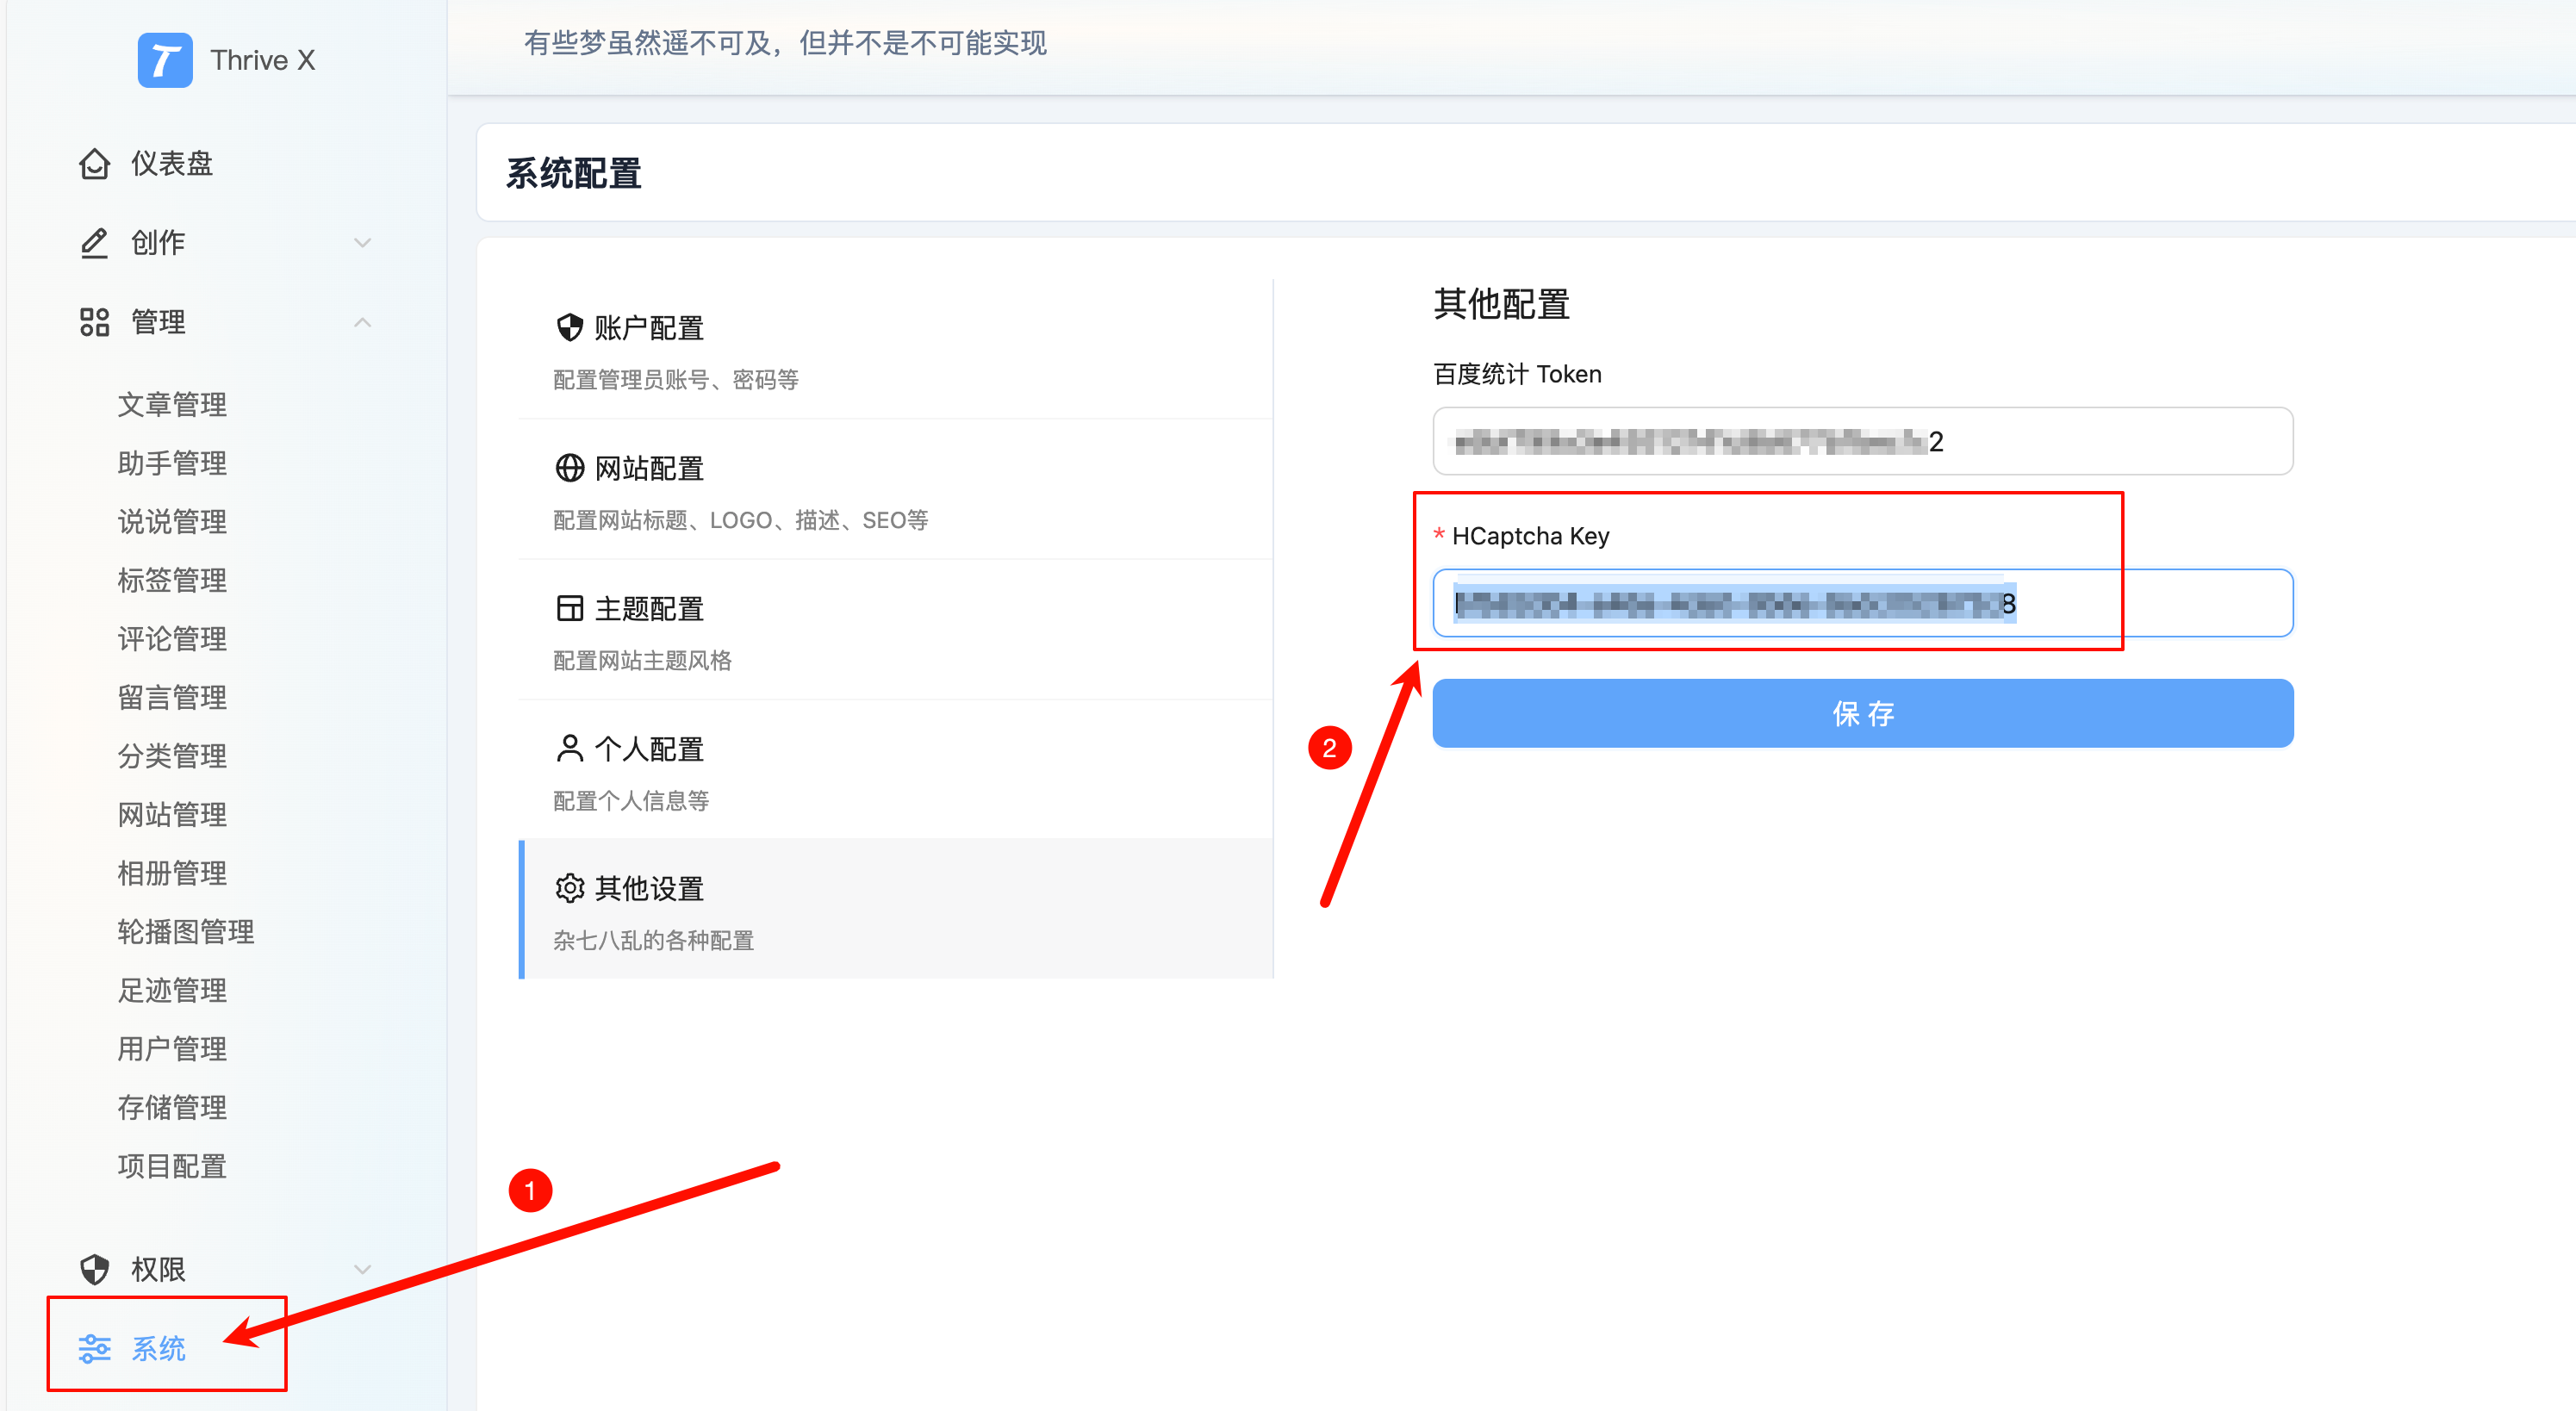 Thrive X
仪表盘
创作
管理
文章管理
助手管理
说说管理
标签管理
评论管理
留言管理
分类管理
网站管理
相册管理
轮播图管理
足迹管理
用户管理
存储管理
项目配置
权限
系统
1
有些梦虽然遥不可及，但并不是不可能实现
系统配置
账户配置
配置管理员账号、密码等
网站配置
配置网站标题、LOGO、描述、SEO等
主题配置
配置网站主题风格
个人配置
配置个人信息等
其他设置
杂七八乱的各种配置
其他配置
百度统计 Token
2
* HCaptcha Key
8
保 存
2